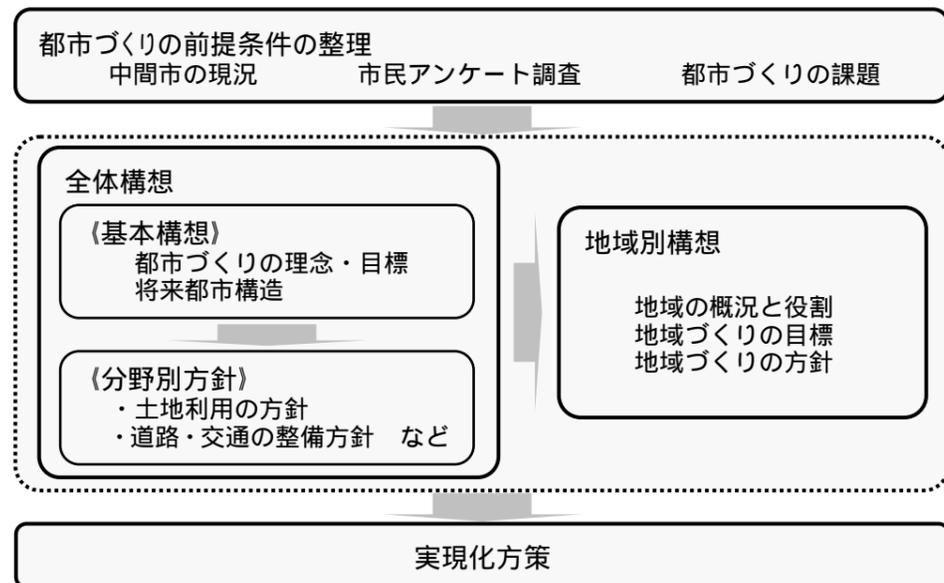 都市づくりの前提条件の整理
中間市の現況　市民アンケート調査　都市づくりの課題
全体構想
《基本構想》
都市づくりの理念・目標
将来都市構造
《分野別方針》
・土地利用の方針
・道路・交通の整備方針　など
地域別構想
地域の概況と役割
地域づくりの目標
地域づくりの方針
実現化方策